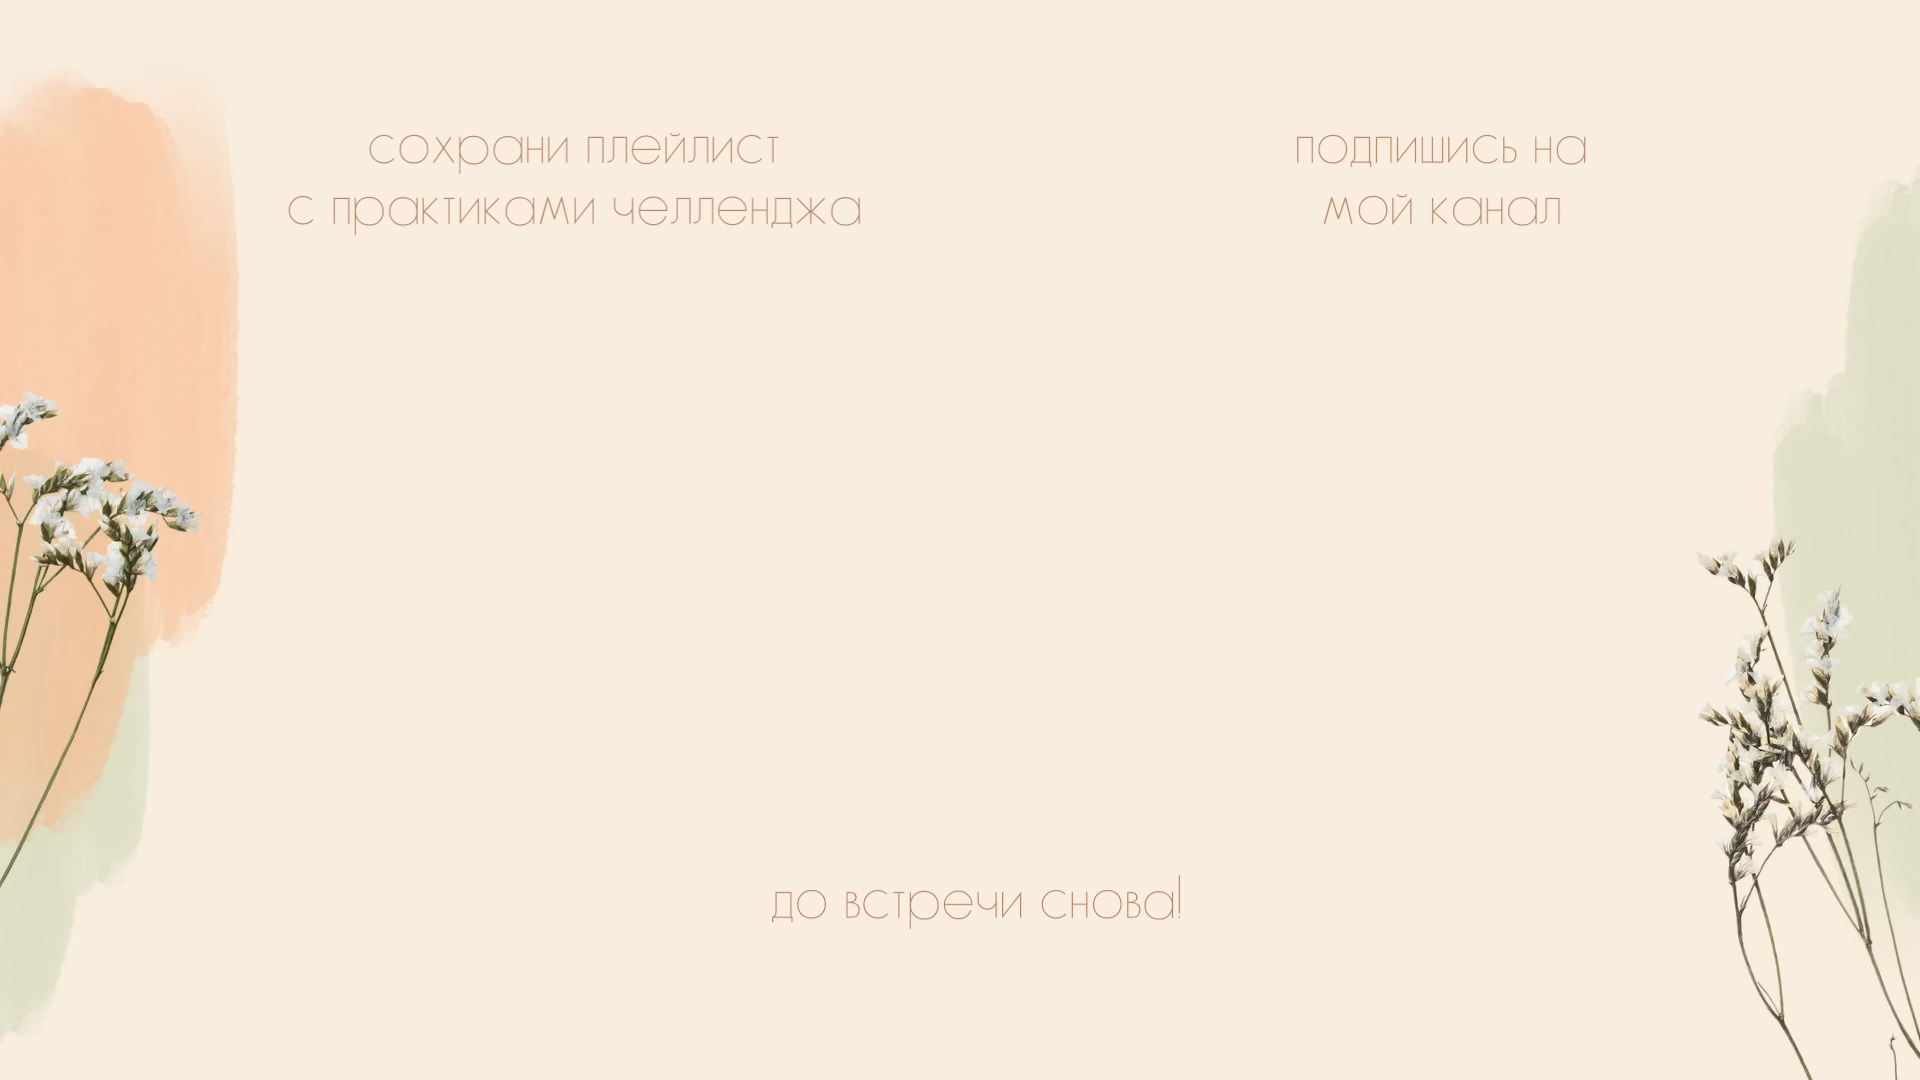 сохрани плейлист
с практиками челленджа
подпишись на
мой канал
до встречи снова!